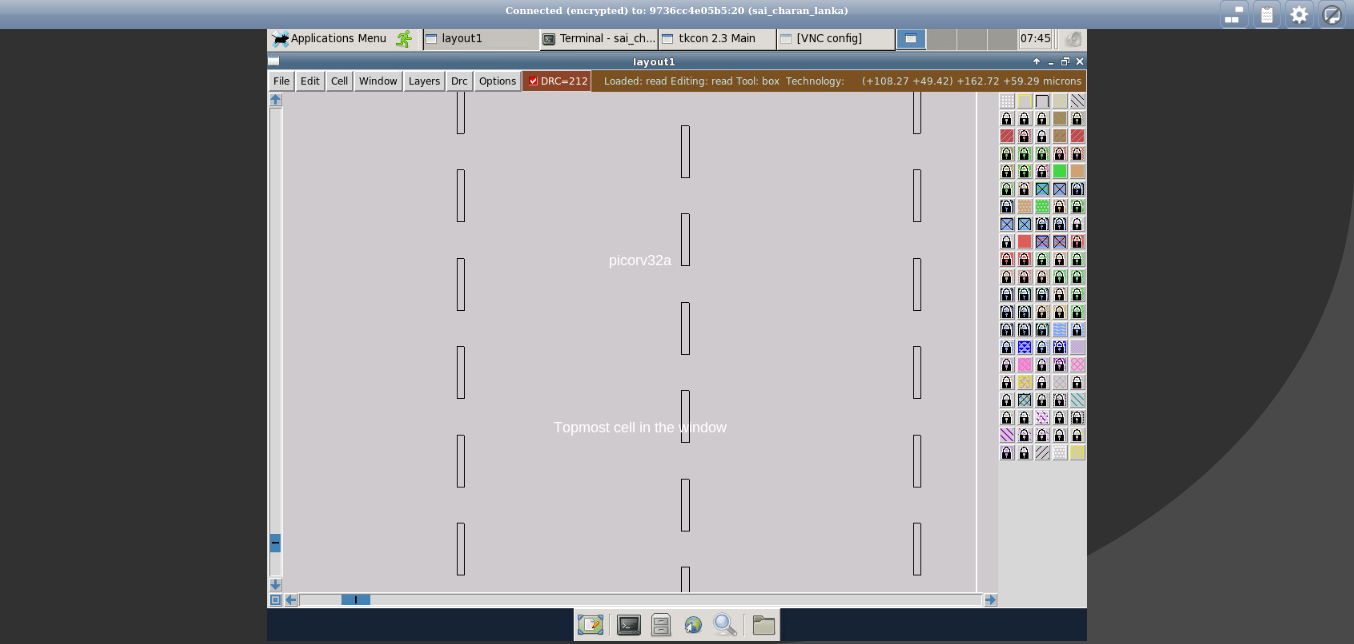 Connected (encrypted) to: 9736cc4e05b5:20 (sai_charan_lanka)
Applications Menu layout1 Terminal - sai_ch... tkcon 2.3 Main [VNC config] 07:45
layout1
File Edit Cell Window Layers Drc Options DRC=212 Loaded: read Editing: read Tool: box Technology: (+108.27 +49.42) +162.72 +59.29 microns
picorv32a
Topmost cell in the window